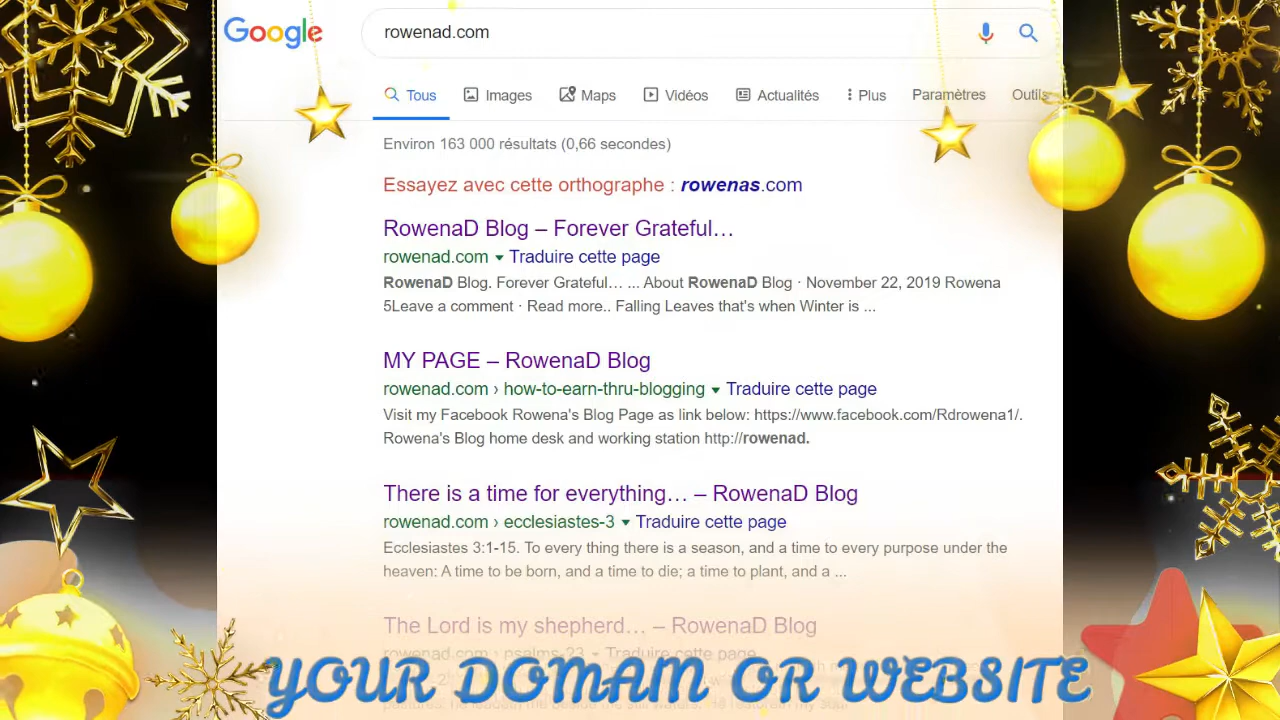 Google
rowenad.com
Tous Images Maps Vidéos Actualités Plus Paramètres Outils
Environ 163 000 résultats (0,66 secondes)
Essayez avec cette orthographe : rowenas.com
RowenaD Blog – Forever Grateful…
rowenad.com Traduire cette page
RowenaD Blog. Forever Grateful… ... About RowenaD Blog · November 22, 2019 Rowena
5Leave a comment · Read more.. Falling Leaves that's when Winter is ...
MY PAGE – RowenaD Blog
rowenad.com › how-to-earn-thru-blogging Traduire cette page
Visit my Facebook Rowena's Blog Page as link below: https://www.facebook.com/Rdrowena1/.
Rowena's Blog home desk and working station http://rowenad.
There is a time for everything… – RowenaD Blog
rowenad.com › ecclesiastes-3 Traduire cette page
Ecclesiastes 3:1-15. To every thing there is a season, and a time to every purpose under the
heaven: A time to be born, and a time to die; a time to plant, and a ...
The Lord is my shepherd… – RowenaD Blog
rowenad.com › psalms-23 Traduire cette page
YOUR DOMAM OR WEBSITE